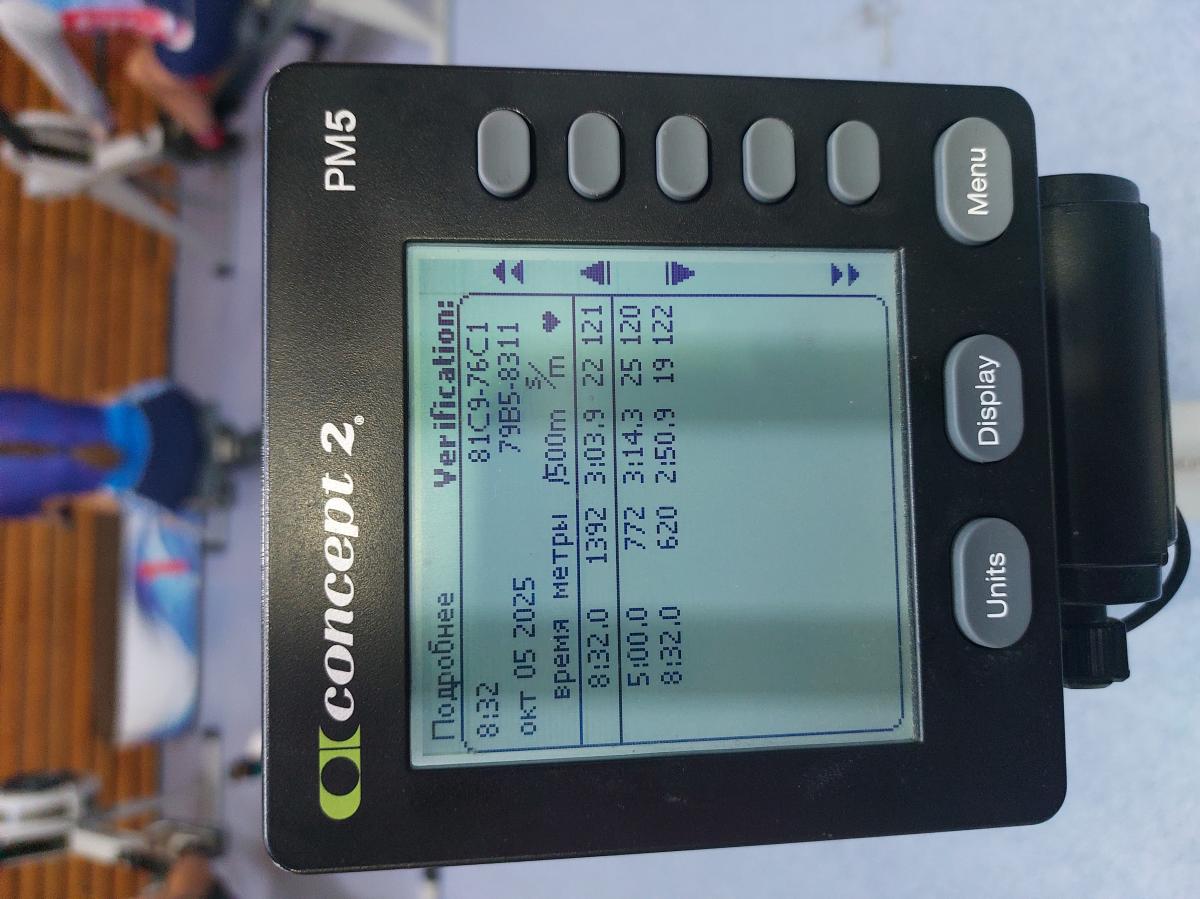 concept 2® PM5
Подробнее Verification:
8:32 81C9-76C1
окт 05 2025 79B5-8311
время метры /500m s/m ♥
8:32.0 1392 3:03.9 22 121
5:00.0 772 3:14.3 25 120
8:32.0 620 2:50.9 19 122
Units Display Menu